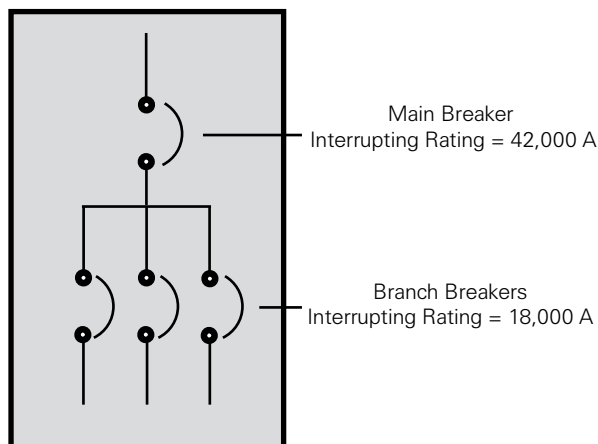 Main Breaker
Interrupting Rating = 42,000 A
Branch Breakers
Interrupting Rating = 18,000 A